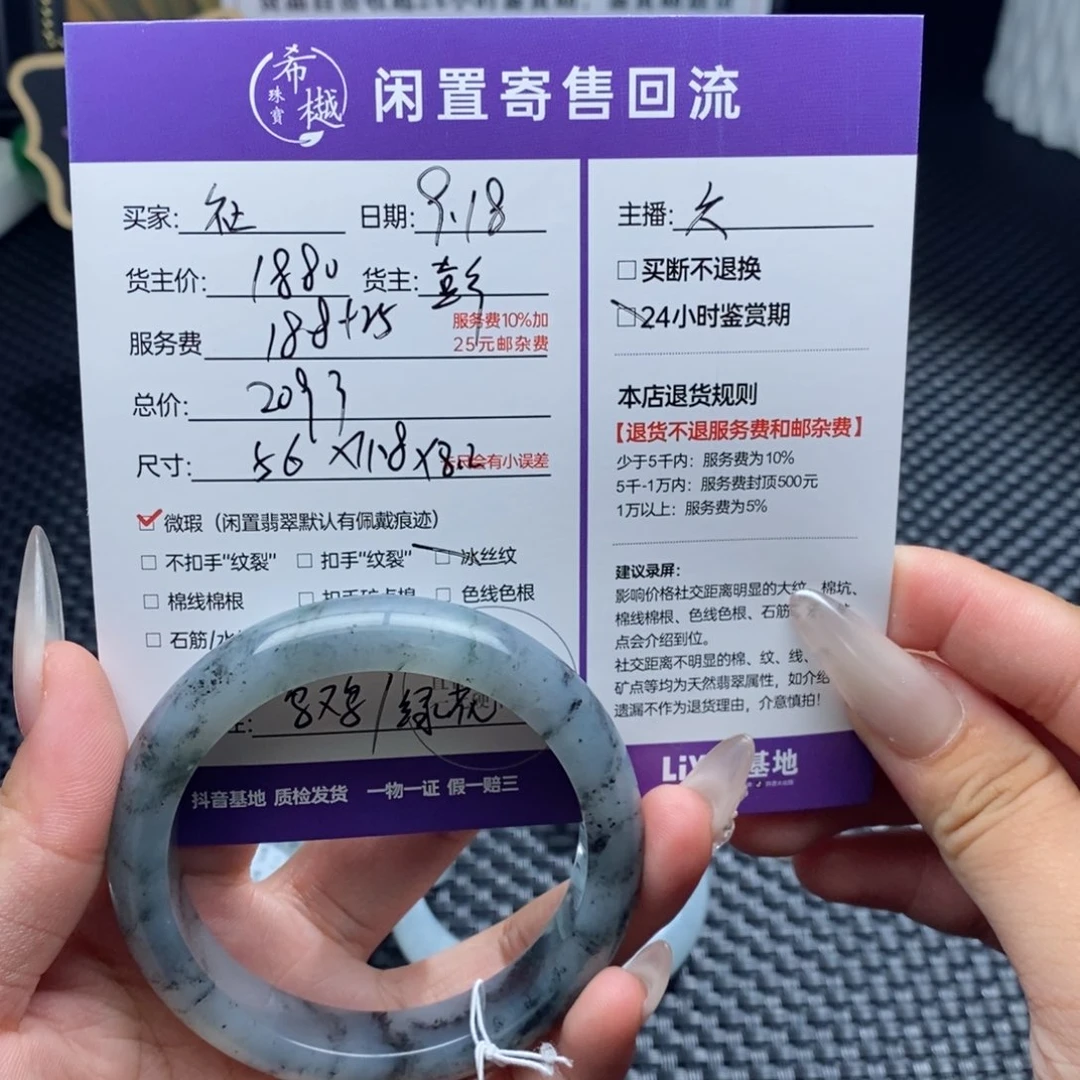 希樾
珠寶
闲置寄售回流
买家: 杜 日期: 9.18
货主价: 1880 货主: 彭
服务费 188+25 服务费10%加
25元邮杂费
总价: 2093
尺寸: 56×11.8×8.2 会有小误差
微瑕（闲置翡翠默认有佩戴痕迹）
不扣手"纹裂" 扣手"纹裂" 冰丝纹
棉线棉根 色线色根
石筋/水
绿花
抖音基地 质检发货 一物一证 假一赔三
主播:
买断不退换
24小时鉴赏期
本店退货规则
【退货不退服务费和邮杂费】
少于5千内：服务费为10%
5千-1万内：服务费封顶500元
1万以上：服务费为5%
建议录屏：
影响价格社交距离明显的大纹、棉坑、
棉线棉根、色线色根、石筋
点会介绍到位。
社交距离不明显的棉、纹、线、
矿点等均为天然翡翠属性，如介绍
遗漏不作为退货理由，介意慎拍！
基地